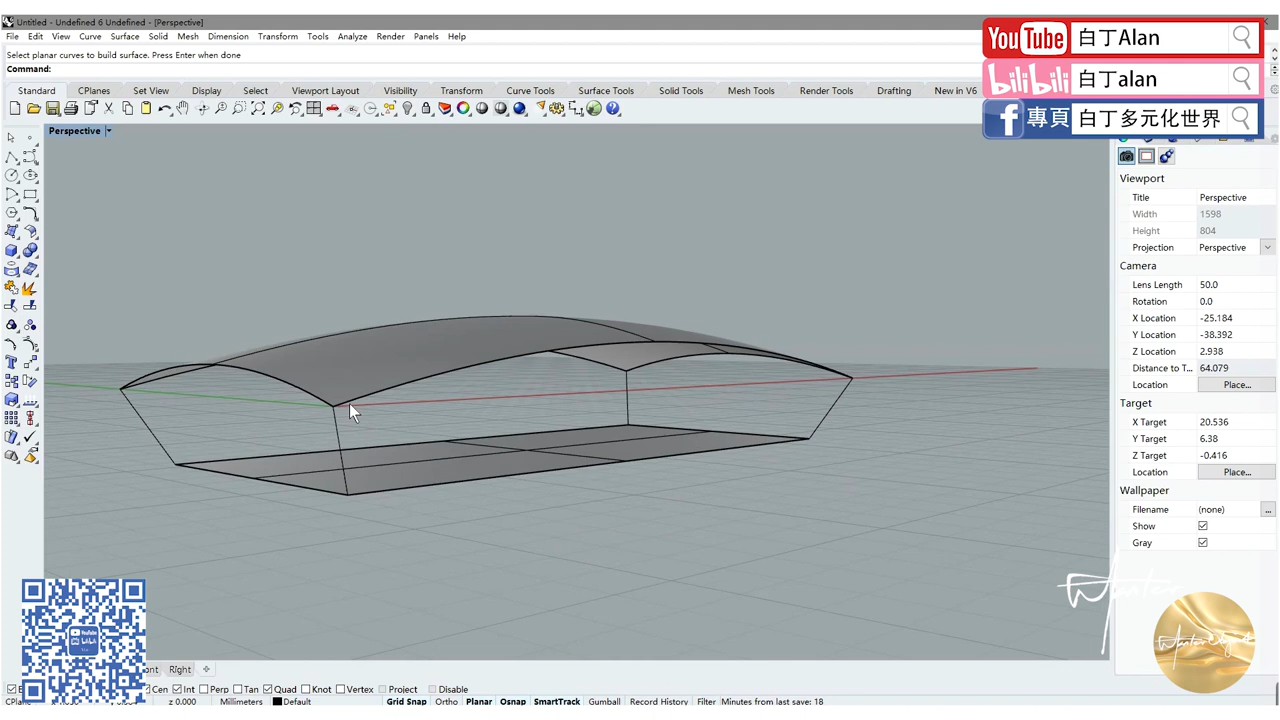 Untitled - Undefined 6 Undefined - [Perspective]
File Edit View Curve Surface Solid Mesh Dimension Transform Tools Analyze Render Panels Help
Select planar curves to build surface. Press Enter when done
Command:
Standard CPlanes Set View Display Select Viewport Layout Visibility Transform Curve Tools Surface Tools Solid Tools Mesh Tools Render Tools Drafting New in V6
YouTube 白丁Alan
bilibili 白丁alan
f 專頁 白丁多元化世界
Perspective
Viewport
Title Perspective
Width 1598
Height 804
Projection Perspective
Camera
Lens Length 50.0
Rotation 0.0
X Location -25.184
Y Location -38.392
Z Location 2.938
Distance to T... 64.079
Location Place...
Target
X Target 20.536
Y Target 6.38
Z Target -0.416
Location Place...
Wallpaper
Filename (none) ...
Show
Gray
Right
Cen Int Perp Tan Quad Knot Vertex Project Disable
z 0.000 Millimeters Default Grid Snap Ortho Planar Osnap SmartTrack Gumball Record History Filter Minutes from last save: 18